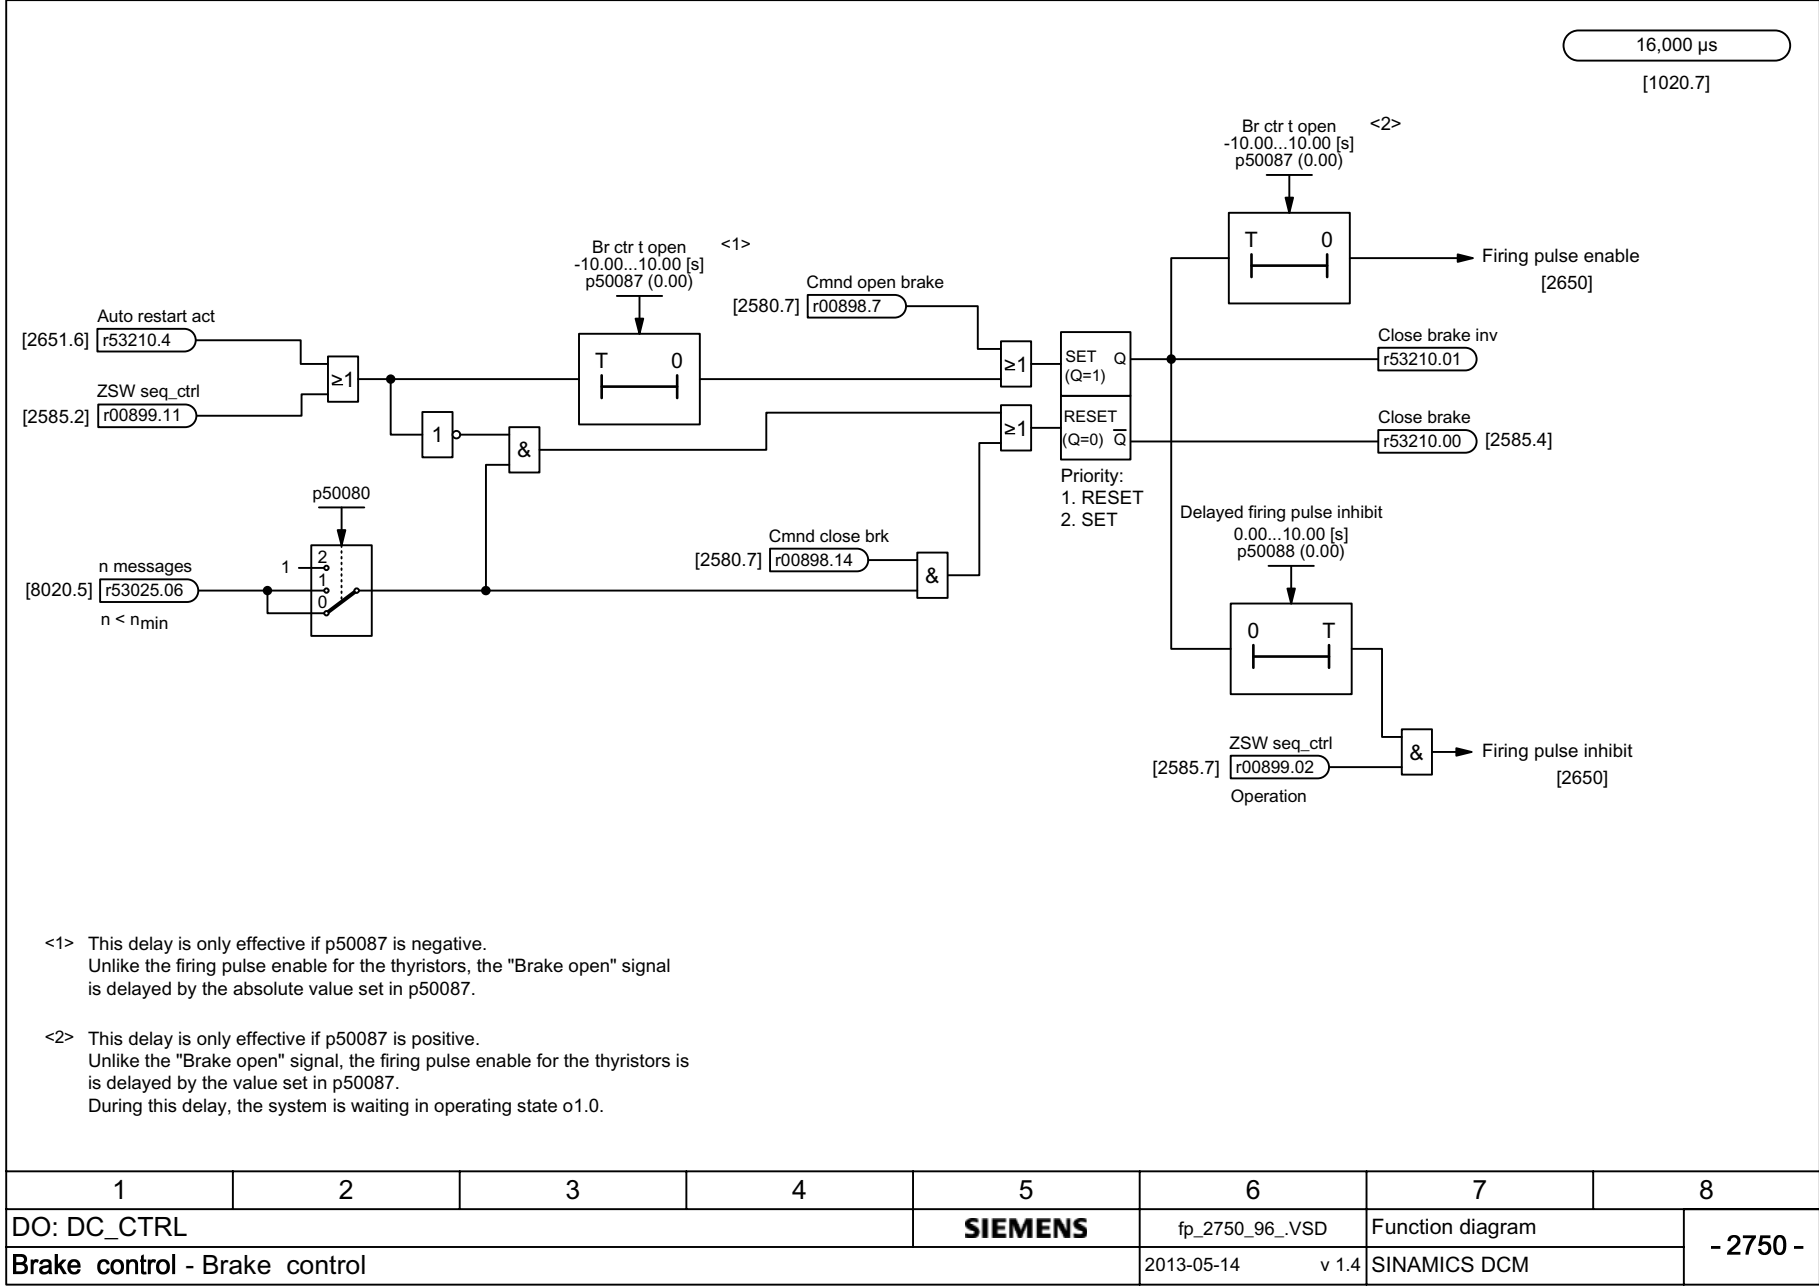 16,000 µs
[1020.7]
Br ctr t open <2>
-10.00...10.00 [s]
p50087 (0.00)
T 0
Firing pulse enable
[2650]
Br ctr t open <1>
-10.00...10.00 [s]
p50087 (0.00)
T 0
Cmnd open brake
[2580.7] r00898.7
Auto restart act
[2651.6] r53210.4
ZSW seq_ctrl
[2585.2] r00899.11
≥1
1
&
≥1
≥1
SET Q
(Q=1)
RESET
(Q=0) Q
Priority:
1. RESET
2. SET
Close brake inv
r53210.01
Close brake
r53210.00 [2585.4]
p50080
2
1
1
0
n messages
[8020.5] r53025.06
n < nmin
Cmnd close brk
[2580.7] r00898.14
&
Delayed firing pulse inhibit
0.00...10.00 [s]
p50088 (0.00)
0 T
ZSW seq_ctrl
[2585.7] r00899.02
Operation
&
Firing pulse inhibit
[2650]
<1> This delay is only effective if p50087 is negative.
Unlike the firing pulse enable for the thyristors, the "Brake open" signal
is delayed by the absolute value set in p50087.
<2> This delay is only effective if p50087 is positive.
Unlike the "Brake open" signal, the firing pulse enable for the thyristors is
is delayed by the value set in p50087.
During this delay, the system is waiting in operating state o1.0.
1 2 3 4 5 6 7 8
DO: DC_CTRL
SIEMENS
fp_2750_96_.VSD
Function diagram
- 2750 -
Brake control - Brake control
2013-05-14 v 1.4
SINAMICS DCM